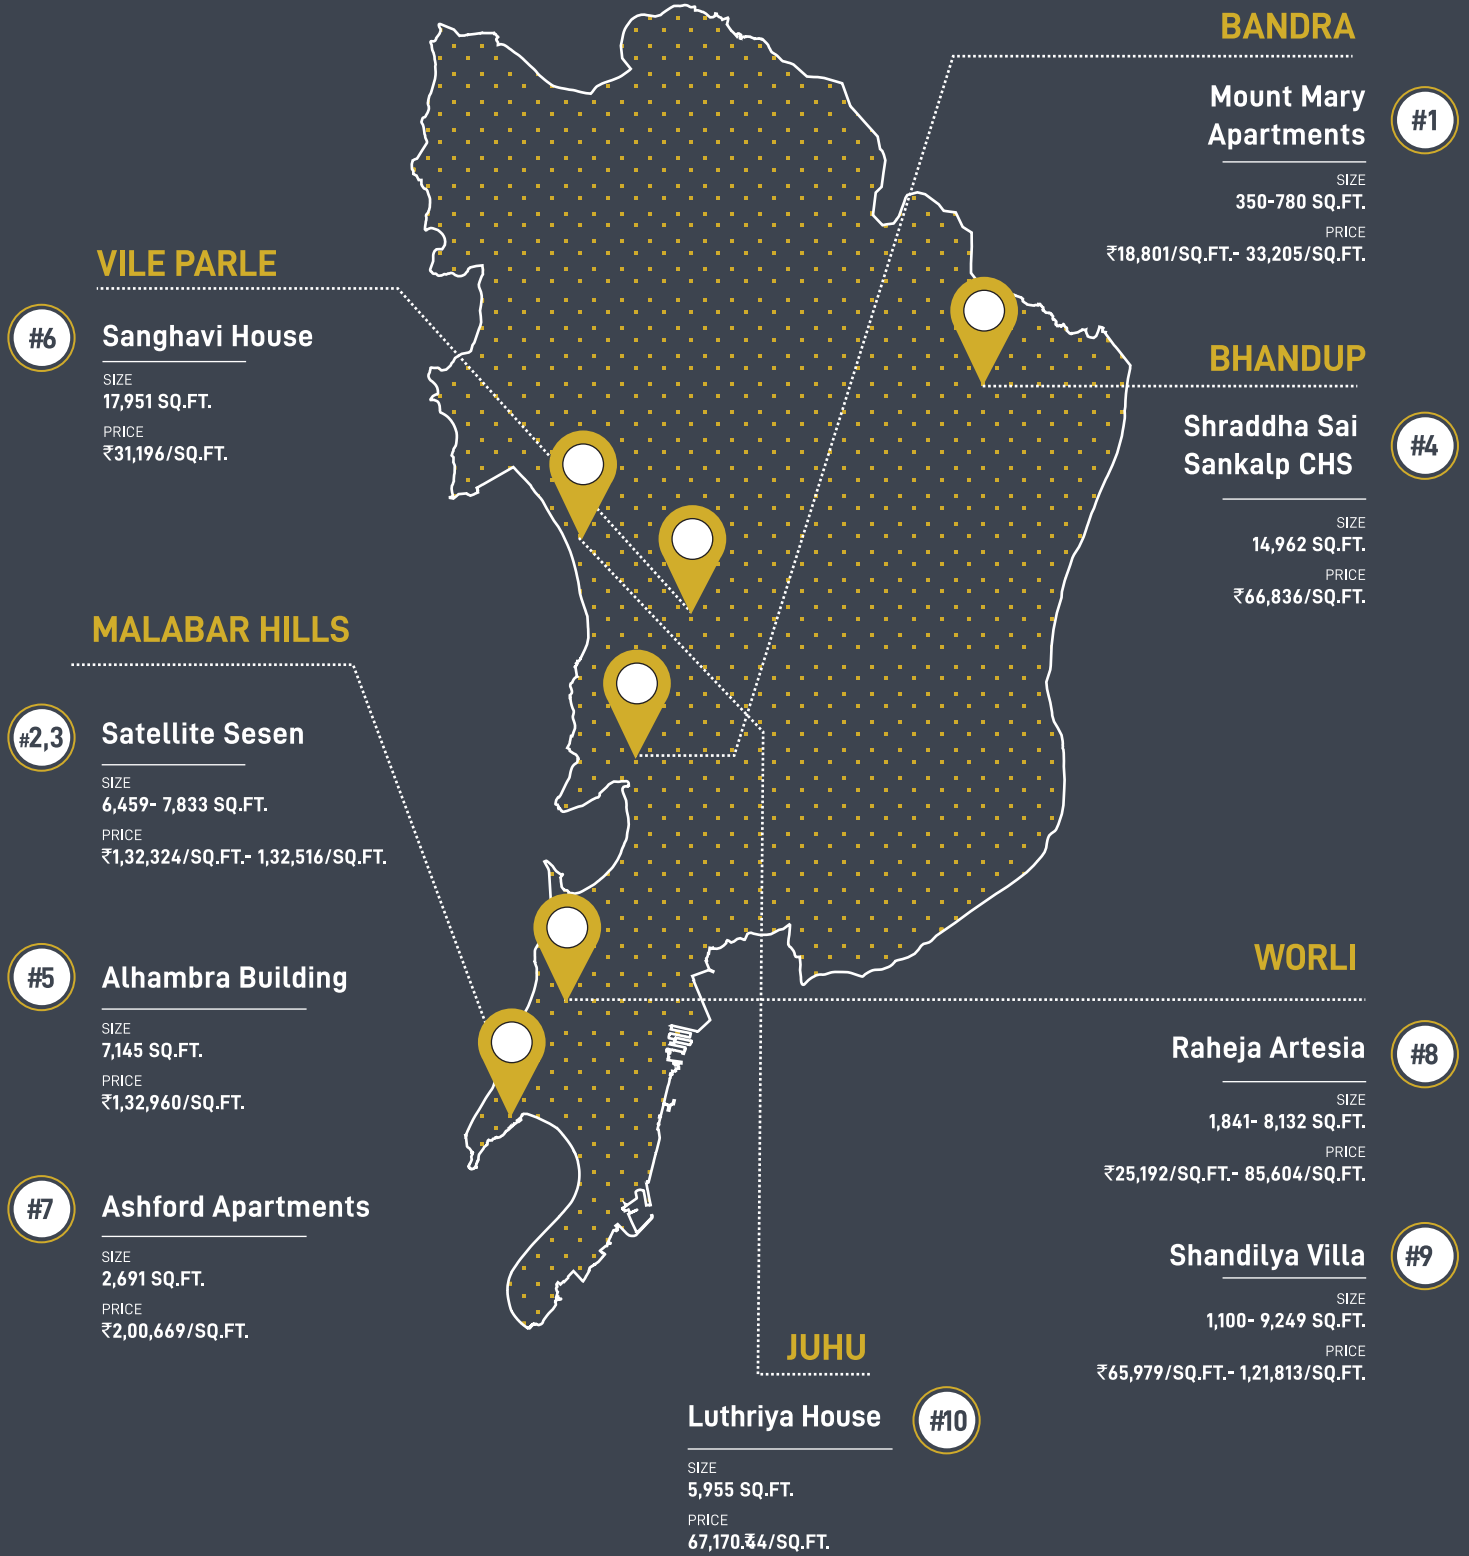 BANDRA
Mount Mary
Apartments
#1
SIZE
350-780 SQ.FT.
PRICE
₹18,801/SQ.FT.- 33,205/SQ.FT.
VILE PARLE
#6
Sanghavi House
SIZE
17,951 SQ.FT.
PRICE
₹31,196/SQ.FT.
BHANDUP
Shraddha Sai
Sankalp CHS
#4
SIZE
14,962 SQ.FT.
PRICE
₹66,836/SQ.FT.
MALABAR HILLS
#2,3
Satellite Sesen
SIZE
6,459- 7,833 SQ.FT.
PRICE
₹1,32,324/SQ.FT.- 1,32,516/SQ.FT.
#5
Alhambra Building
SIZE
7,145 SQ.FT.
PRICE
₹1,32,960/SQ.FT.
#7
Ashford Apartments
SIZE
2,691 SQ.FT.
PRICE
₹2,00,669/SQ.FT.
WORLI
Raheja Artesia
#8
SIZE
1,841- 8,132 SQ.FT.
PRICE
₹25,192/SQ.FT.- 85,604/SQ.FT.
Shandilya Villa
#9
SIZE
1,100- 9,249 SQ.FT.
PRICE
₹65,979/SQ.FT.- 1,21,813/SQ.FT.
JUHU
Luthriya House
#10
SIZE
5,955 SQ.FT.
PRICE
67,170.₹44/SQ.FT.